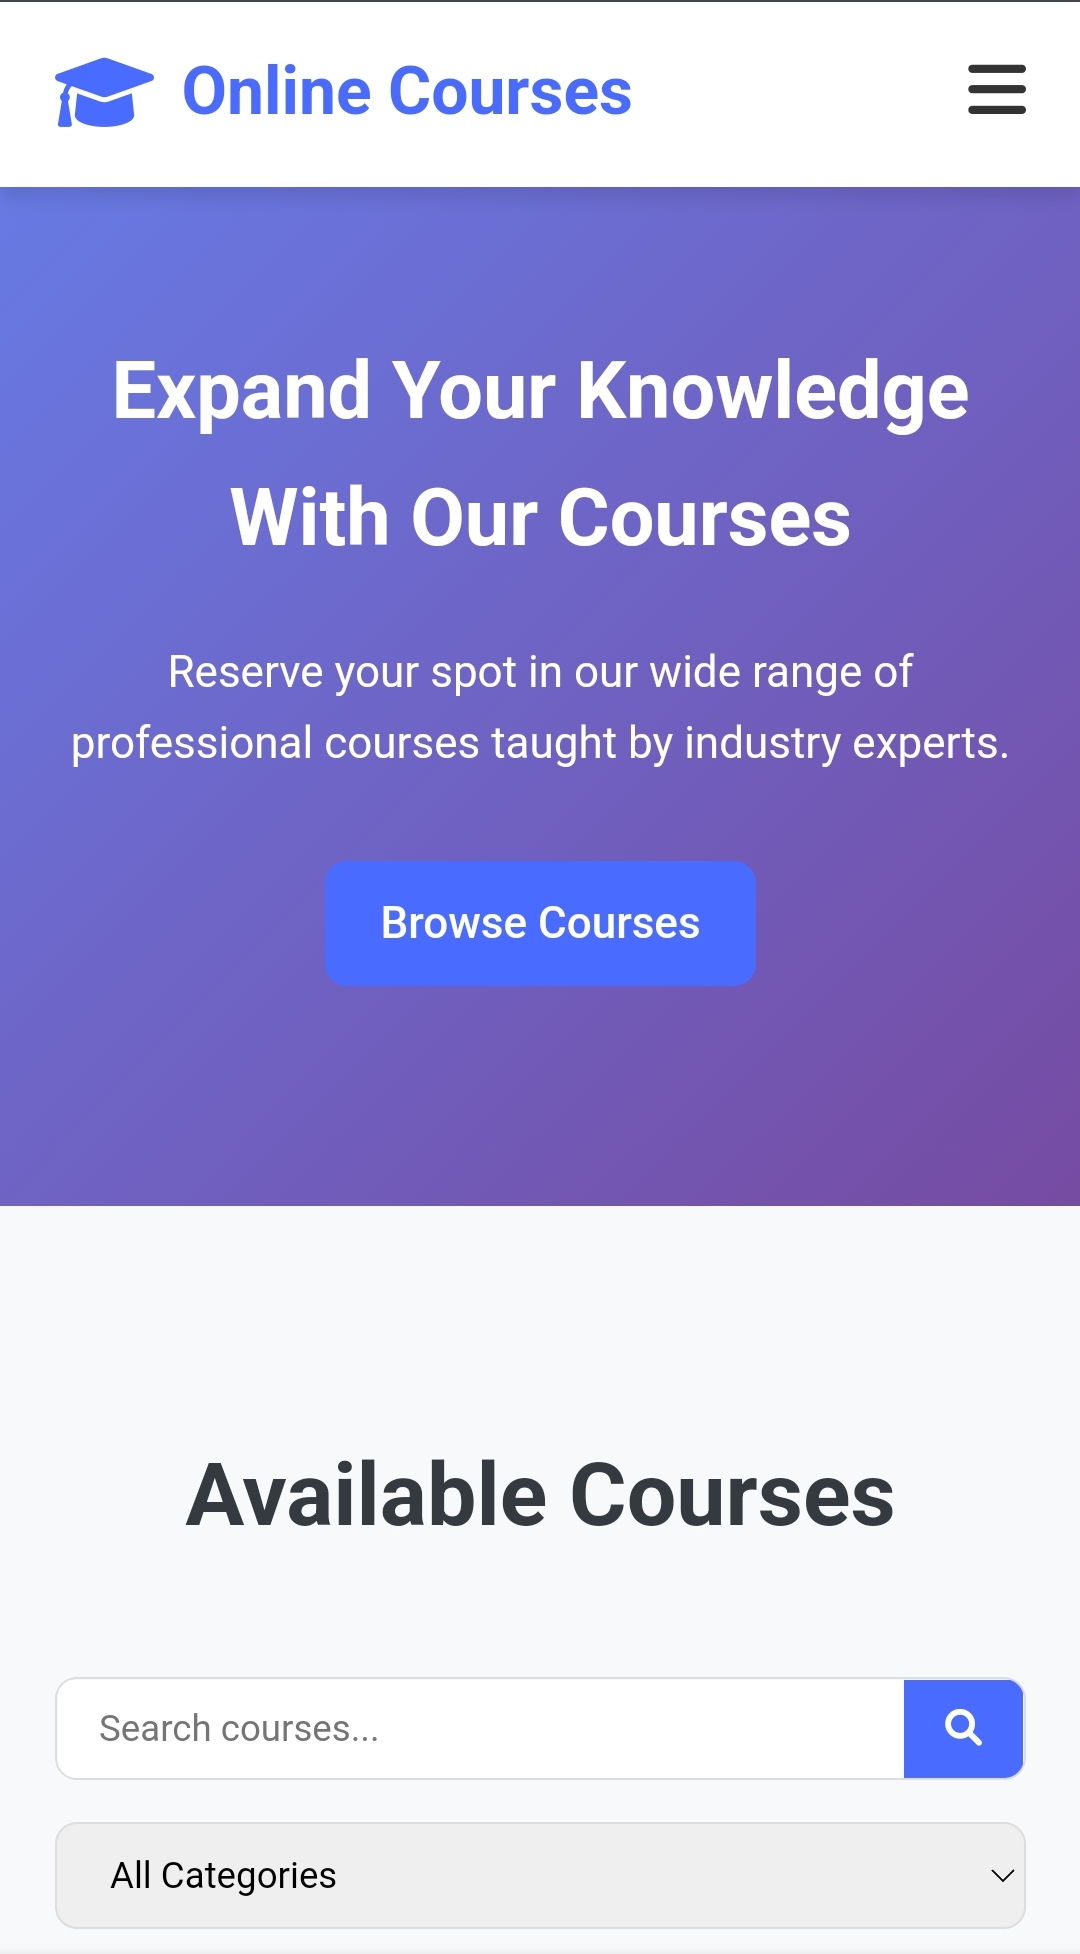 Online Courses
Expand Your Knowledge
With Our Courses
Reserve your spot in our wide range of
professional courses taught by industry experts.
Browse Courses
Available Courses
Search courses...
All Categories